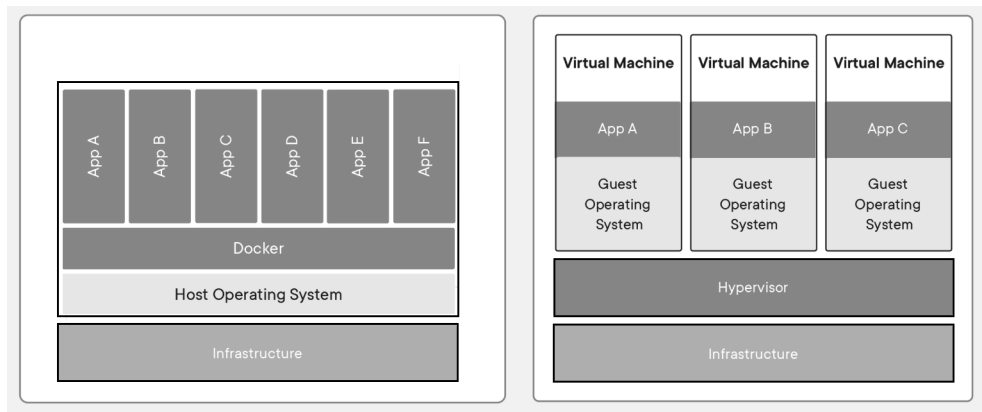 App A
App B
App C
App D
App E
App F
Docker
Host Operating System
Infrastructure
Virtual Machine
App A
Guest
Operating
System
Virtual Machine
App B
Guest
Operating
System
Virtual Machine
App C
Guest
Operating
System
Hypervisor
Infrastructure